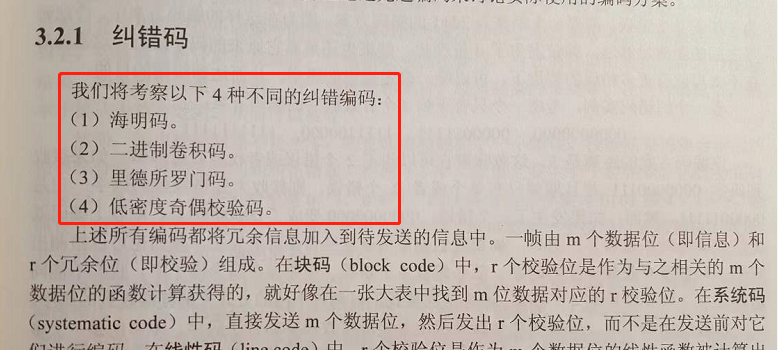 3.2.1 纠错码
我们将考察以下 4 种不同的纠错编码：
（1）海明码。
（2）二进制卷积码。
（3）里德所罗门码。
（4）低密度奇偶校验码。
上述所有编码都将冗余信息加入到待发送的信息中。一帧由 m 个数据位（即信息）和
r 个冗余位（即校验）组成。在块码（block code）中，r 个校验位是作为与之相关的 m 个
数据位的函数计算获得的，就好像在一张大表中找到 m 位数据对应的 r 校验位。在系统码
（systematic code）中，直接发送 m 个数据位，然后发出 r 个校验位，而不是在发送前对它
们进行编码。在线性码（line code）中，r 个校验位是作为 m 个数据位的线性函数被计算出